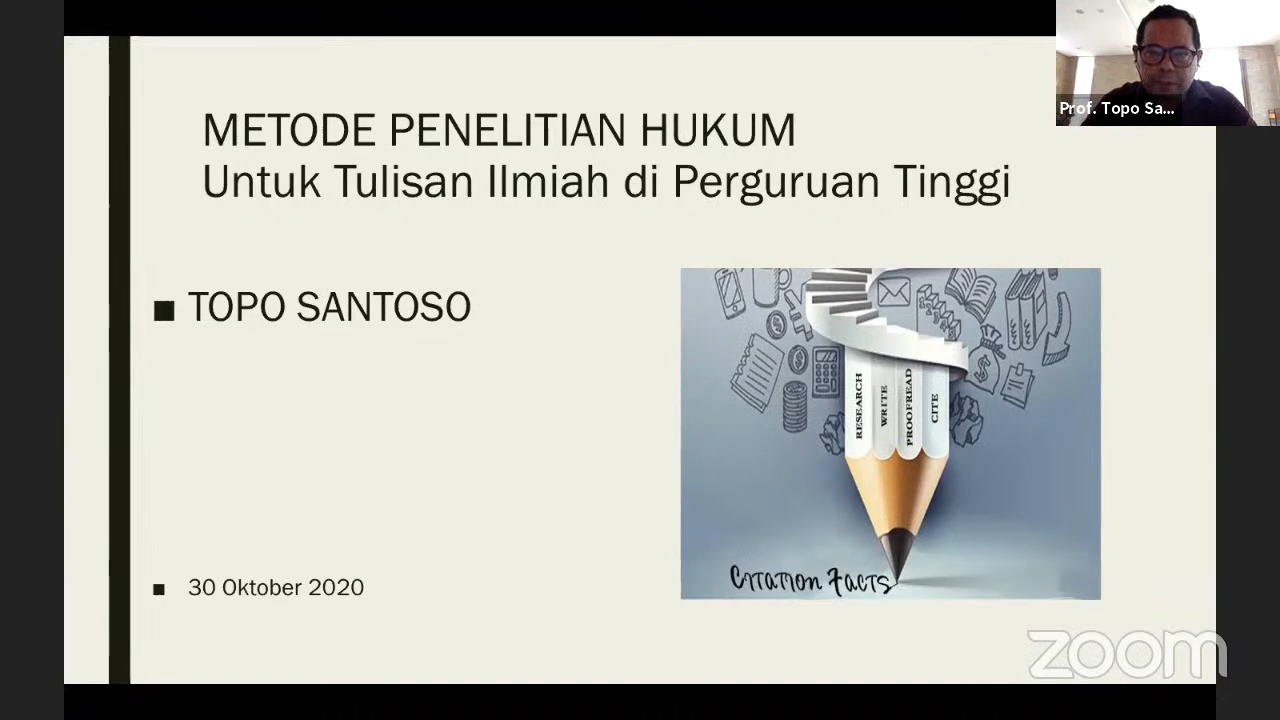 METODE PENELITIAN HUKUM
Untuk Tulisan Ilmiah di Perguruan Tinggi
Prof. Topo Sa...
■ TOPO SANTOSO
RESEARCH
WRITE
PROOFREAD
CITE
CITATION FACTS
■ 30 Oktober 2020
zoom